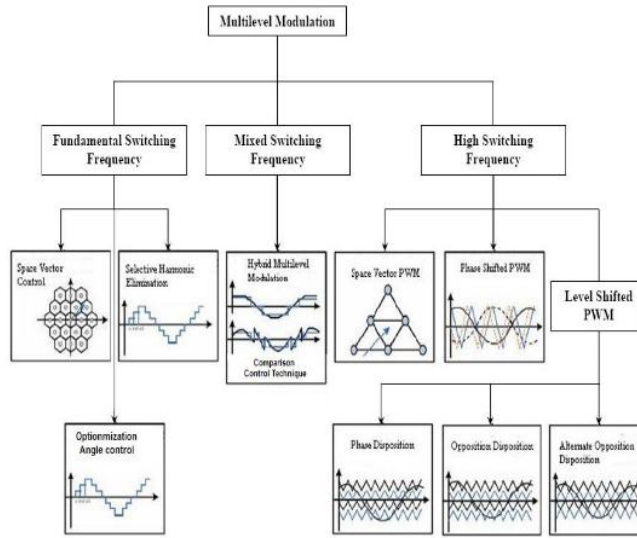 Multilevel Modulation
Fundamental Switching
Frequency
Mixed Switching
Frequency
High Switching
Frequency
Space Vector
Control
Selective Harmonic
Elimination
Hybrid Multilevel
Modulation
Comparison
Control Technique
Space Vector PWM
Phase Shifted PWM
Level Shifted
PWM
Optionmization
Angle control
Phase Disposition
Opposition Disposition
Alternate Opposition
Disposition